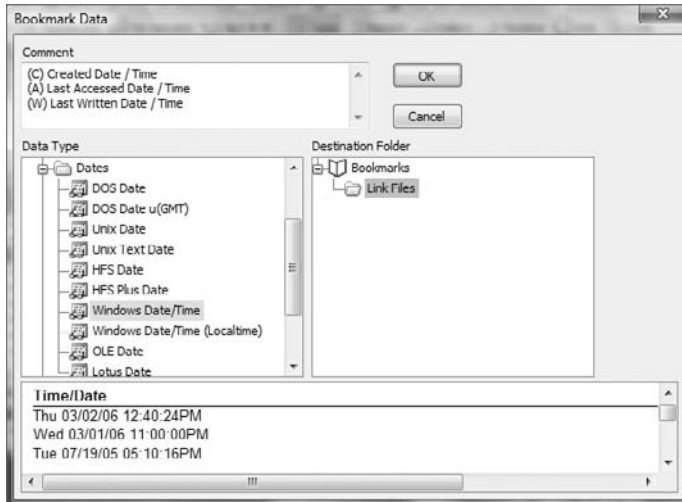 Bookmark Data
Comment
(C) Created Date / Time
(A) Last Accessed Date / Time
(W) Last Written Date / Time
OK
Cancel
Data Type
Dates
DOS Date
DOS Date u(GMT)
Unix Date
Unix Text Date
HFS Date
HFS Plus Date
Windows Date/Time
Windows Date/Time (Localtime)
OLE Date
Lotus Date
Destination Folder
Bookmarks
Link Files
Time/Date
Thu 03/02/06 12:40:24PM
Wed 03/01/06 11:00:00PM
Tue 07/19/05 05:10:16PM